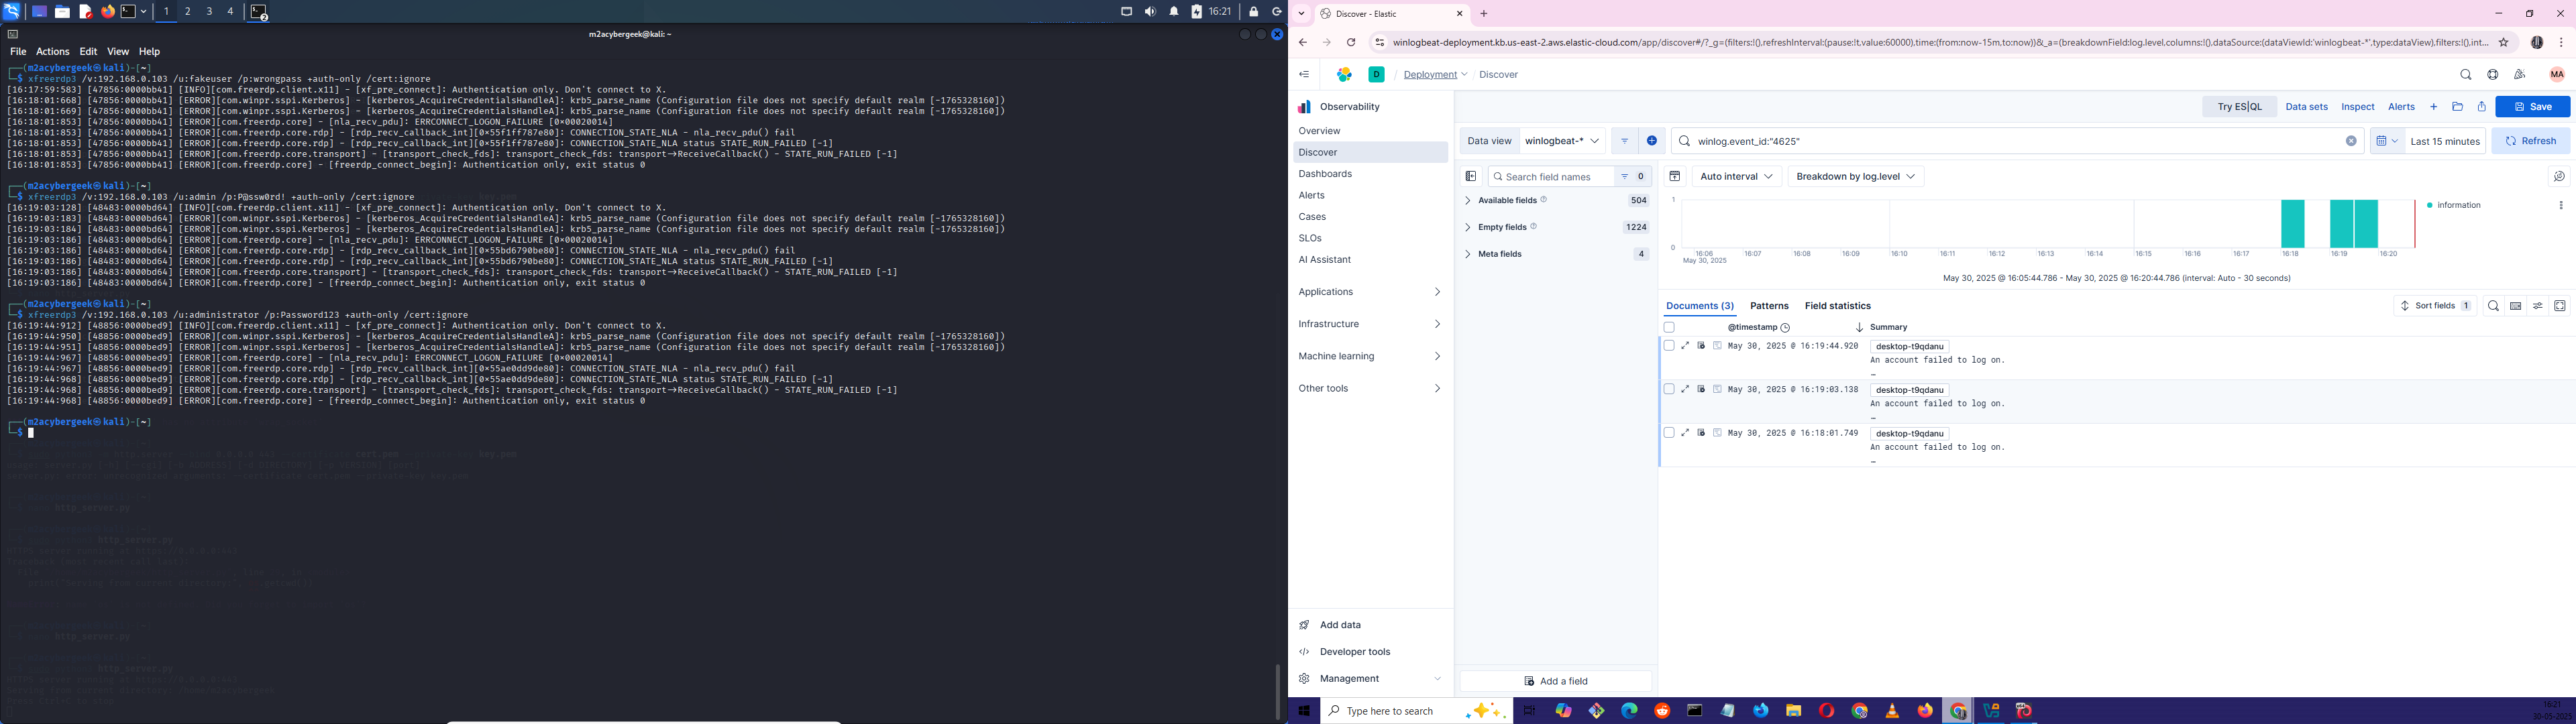 1 2 3 4
2
16:21
m2acybergeek@kali: ~
File Actions Edit View Help
┌──(m2acybergeek㉿kali)-[~]
└─$ xfreerdp3 /v:192.168.0.103 /u:fakeuser /p:wrongpass +auth-only /cert:ignore
[16:17:59:583] [47856:0000bb41] [INFO][com.freerdp.client.x11] - [xf_pre_connect]: Authentication only. Don't connect to X.
[16:18:01:668] [47856:0000bb41] [ERROR][com.winpr.sspi.Kerberos] - [kerberos_AcquireCredentialsHandleA]: krb5_parse_name (Configuration file does not specify default realm [-1765328160])
[16:18:01:669] [47856:0000bb41] [ERROR][com.winpr.sspi.Kerberos] - [kerberos_AcquireCredentialsHandleA]: krb5_parse_name (Configuration file does not specify default realm [-1765328160])
[16:18:01:853] [47856:0000bb41] [ERROR][com.freerdp.core] - [nla_recv_pdu]: ERRCONNECT_LOGON_FAILURE [0×00020014]
[16:18:01:853] [47856:0000bb41] [ERROR][com.freerdp.core.rdp] - [rdp_recv_callback_int][0×55f1ff787e80]: CONNECTION_STATE_NLA - nla_recv_pdu() fail
[16:18:01:853] [47856:0000bb41] [ERROR][com.freerdp.core.rdp] - [rdp_recv_callback_int][0×55f1ff787e80]: CONNECTION_STATE_NLA status STATE_RUN_FAILED [-1]
[16:18:01:853] [47856:0000bb41] [ERROR][com.freerdp.core.transport] - [transport_check_fds]: transport_check_fds: transport→ReceiveCallback() - STATE_RUN_FAILED [-1]
[16:18:01:853] [47856:0000bb41] [ERROR][com.freerdp.core] - [freerdp_connect_begin]: Authentication only, exit status 0
┌──(m2acybergeek㉿kali)-[~]
└─$ xfreerdp3 /v:192.168.0.103 /u:admin /p:P@ssw0rd! +auth-only /cert:ignore
[16:19:03:128] [48483:0000bd64] [INFO][com.freerdp.client.x11] - [xf_pre_connect]: Authentication only. Don't connect to X.
[16:19:03:183] [48483:0000bd64] [ERROR][com.winpr.sspi.Kerberos] - [kerberos_AcquireCredentialsHandleA]: krb5_parse_name (Configuration file does not specify default realm [-1765328160])
[16:19:03:184] [48483:0000bd64] [ERROR][com.winpr.sspi.Kerberos] - [kerberos_AcquireCredentialsHandleA]: krb5_parse_name (Configuration file does not specify default realm [-1765328160])
[16:19:03:186] [48483:0000bd64] [ERROR][com.freerdp.core] - [nla_recv_pdu]: ERRCONNECT_LOGON_FAILURE [0×00020014]
[16:19:03:186] [48483:0000bd64] [ERROR][com.freerdp.core.rdp] - [rdp_recv_callback_int][0×55bd6790be80]: CONNECTION_STATE_NLA - nla_recv_pdu() fail
[16:19:03:186] [48483:0000bd64] [ERROR][com.freerdp.core.rdp] - [rdp_recv_callback_int][0×55bd6790be80]: CONNECTION_STATE_NLA status STATE_RUN_FAILED [-1]
[16:19:03:186] [48483:0000bd64] [ERROR][com.freerdp.core.transport] - [transport_check_fds]: transport_check_fds: transport→ReceiveCallback() - STATE_RUN_FAILED [-1]
[16:19:03:186] [48483:0000bd64] [ERROR][com.freerdp.core] - [freerdp_connect_begin]: Authentication only, exit status 0
┌──(m2acybergeek㉿kali)-[~]
└─$ xfreerdp3 /v:192.168.0.103 /u:administrator /p:Password123 +auth-only /cert:ignore
[16:19:44:912] [48856:0000bed9] [INFO][com.freerdp.client.x11] - [xf_pre_connect]: Authentication only. Don't connect to X.
[16:19:44:950] [48856:0000bed9] [ERROR][com.winpr.sspi.Kerberos] - [kerberos_AcquireCredentialsHandleA]: krb5_parse_name (Configuration file does not specify default realm [-1765328160])
[16:19:44:951] [48856:0000bed9] [ERROR][com.winpr.sspi.Kerberos] - [kerberos_AcquireCredentialsHandleA]: krb5_parse_name (Configuration file does not specify default realm [-1765328160])
[16:19:44:967] [48856:0000bed9] [ERROR][com.freerdp.core] - [nla_recv_pdu]: ERRCONNECT_LOGON_FAILURE [0×00020014]
[16:19:44:967] [48856:0000bed9] [ERROR][com.freerdp.core.rdp] - [rdp_recv_callback_int][0×55ae0dd9de80]: CONNECTION_STATE_NLA - nla_recv_pdu() fail
[16:19:44:968] [48856:0000bed9] [ERROR][com.freerdp.core.rdp] - [rdp_recv_callback_int][0×55ae0dd9de80]: CONNECTION_STATE_NLA status STATE_RUN_FAILED [-1]
[16:19:44:968] [48856:0000bed9] [ERROR][com.freerdp.core.transport] - [transport_check_fds]: transport_check_fds: transport→ReceiveCallback() - STATE_RUN_FAILED [-1]
[16:19:44:968] [48856:0000bed9] [ERROR][com.freerdp.core] - [freerdp_connect_begin]: Authentication only, exit status 0
┌──(m2acybergeek㉿kali)-[~]
└─$
Discover - Elastic
winlogbeat-deployment.kb.us-east-2.aws.elastic-cloud.com/app/discover#/?_g=(filters:!(),refreshInterval:(pause:!t,value:60000),time:(from:now-15m,to:now))&_a=(breakdownField:log.level,columns:!(),dataSource:(dataViewId:'winlogbeat-*',type:dataView),filters:!(),int...
D / Deployment / Discover
MA
Observability
Overview
Discover
Dashboards
Alerts
Cases
SLOs
AI Assistant
Applications
Infrastructure
Machine learning
Other tools
Add data
Developer tools
Management
Try ES|QL Data sets Inspect Alerts Save
Data view winlogbeat-*
winlog.event_id:"4625"
Last 15 minutes
Refresh
Search field names 0
Available fields 504
Empty fields 1224
Meta fields 4
Add a field
Auto interval Breakdown by log.level
1
0
information
16:06 16:07 16:08 16:09 16:10 16:11 16:12 16:13 16:14 16:15 16:16 16:17 16:18 16:19 16:20
May 30, 2025
May 30, 2025 @ 16:05:44.786 - May 30, 2025 @ 16:20:44.786 (interval: Auto - 30 seconds)
Documents (3) Patterns Field statistics
Sort fields 1
@timestamp Summary
May 30, 2025 @ 16:19:44.920 desktop-t9qdanu
An account failed to log on.
…
May 30, 2025 @ 16:19:03.138 desktop-t9qdanu
An account failed to log on.
…
May 30, 2025 @ 16:18:01.749 desktop-t9qdanu
An account failed to log on.
…
Type here to search
16:21
30-05-2025